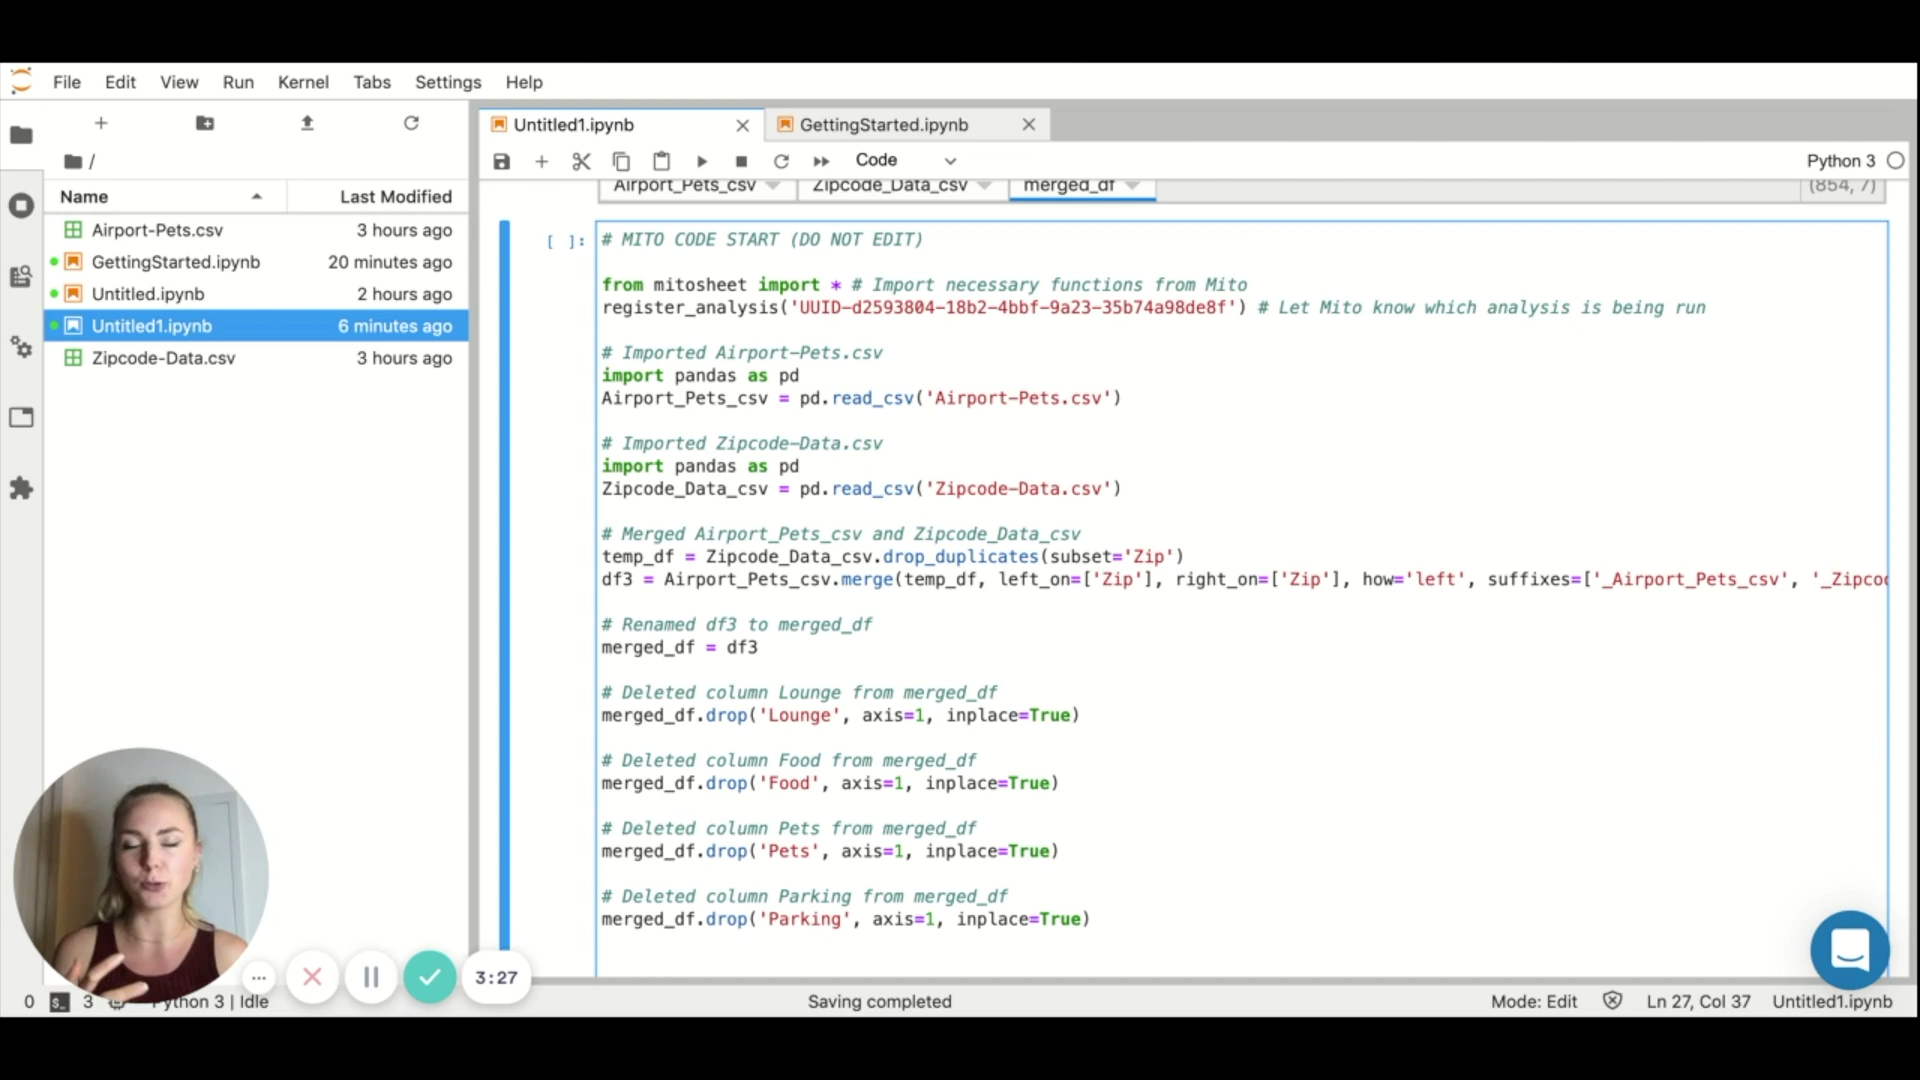 File Edit View Run Kernel Tabs Settings Help
/
Name Last Modified
Airport-Pets.csv 3 hours ago
GettingStarted.ipynb 20 minutes ago
Untitled.ipynb 2 hours ago
Untitled1.ipynb 6 minutes ago
Zipcode-Data.csv 3 hours ago
Untitled1.ipynb GettingStarted.ipynb
Code Python 3
Airport_Pets_csv Zipcode_Data_csv merged_df (854, 7)
[ ]:
# MITO CODE START (DO NOT EDIT)
from mitosheet import * # Import necessary functions from Mito
register_analysis('UUID-d2593804-18b2-4bbf-9a23-35b74a98de8f') # Let Mito know which analysis is being run
# Imported Airport-Pets.csv
import pandas as pd
Airport_Pets_csv = pd.read_csv('Airport-Pets.csv')
# Imported Zipcode-Data.csv
import pandas as pd
Zipcode_Data_csv = pd.read_csv('Zipcode-Data.csv')
# Merged Airport_Pets_csv and Zipcode_Data_csv
temp_df = Zipcode_Data_csv.drop_duplicates(subset='Zip')
df3 = Airport_Pets_csv.merge(temp_df, left_on=['Zip'], right_on=['Zip'], how='left', suffixes=['_Airport_Pets_csv', '_Zipco
# Renamed df3 to merged_df
merged_df = df3
# Deleted column Lounge from merged_df
merged_df.drop('Lounge', axis=1, inplace=True)
# Deleted column Food from merged_df
merged_df.drop('Food', axis=1, inplace=True)
# Deleted column Pets from merged_df
merged_df.drop('Pets', axis=1, inplace=True)
# Deleted column Parking from merged_df
merged_df.drop('Parking', axis=1, inplace=True)
3:27
0 $_ 3 Python 3 | Idle Saving completed Mode: Edit Ln 27, Col 37 Untitled1.ipynb